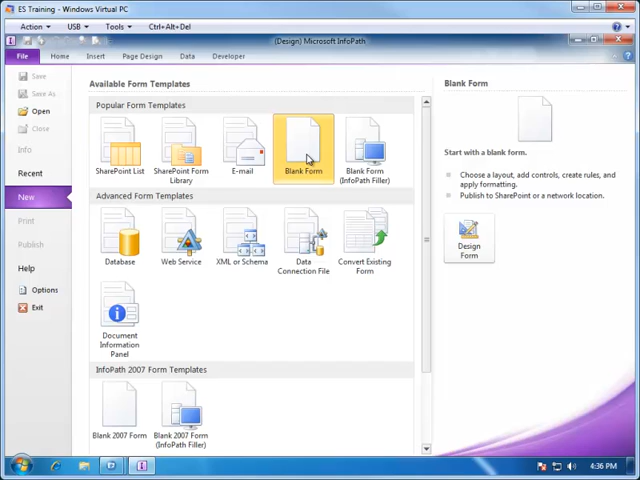 ES Training - Windows Virtual PC
Action USB Tools Ctrl+Alt+Del
(Design) Microsoft InfoPath
File Home Insert Page Design Data Developer
Save
Save As
Open
Close
Info
Recent
New
Print
Publish
Help
Options
Exit
Available Form Templates
Popular Form Templates
SharePoint List
SharePoint Form
Library
E-mail
Blank Form
Blank Form
(InfoPath Filler)
Advanced Form Templates
Database
Web Service
XML or Schema
Data
Connection File
Convert Existing
Form
Document
Information
Panel
InfoPath 2007 Form Templates
Blank 2007 Form
Blank 2007 Form
(InfoPath Filler)
Blank Form
Start with a blank form.
Choose a layout, add controls, create rules, and
apply formatting.
Publish to SharePoint or a network location.
Design
Form
4:36 PM